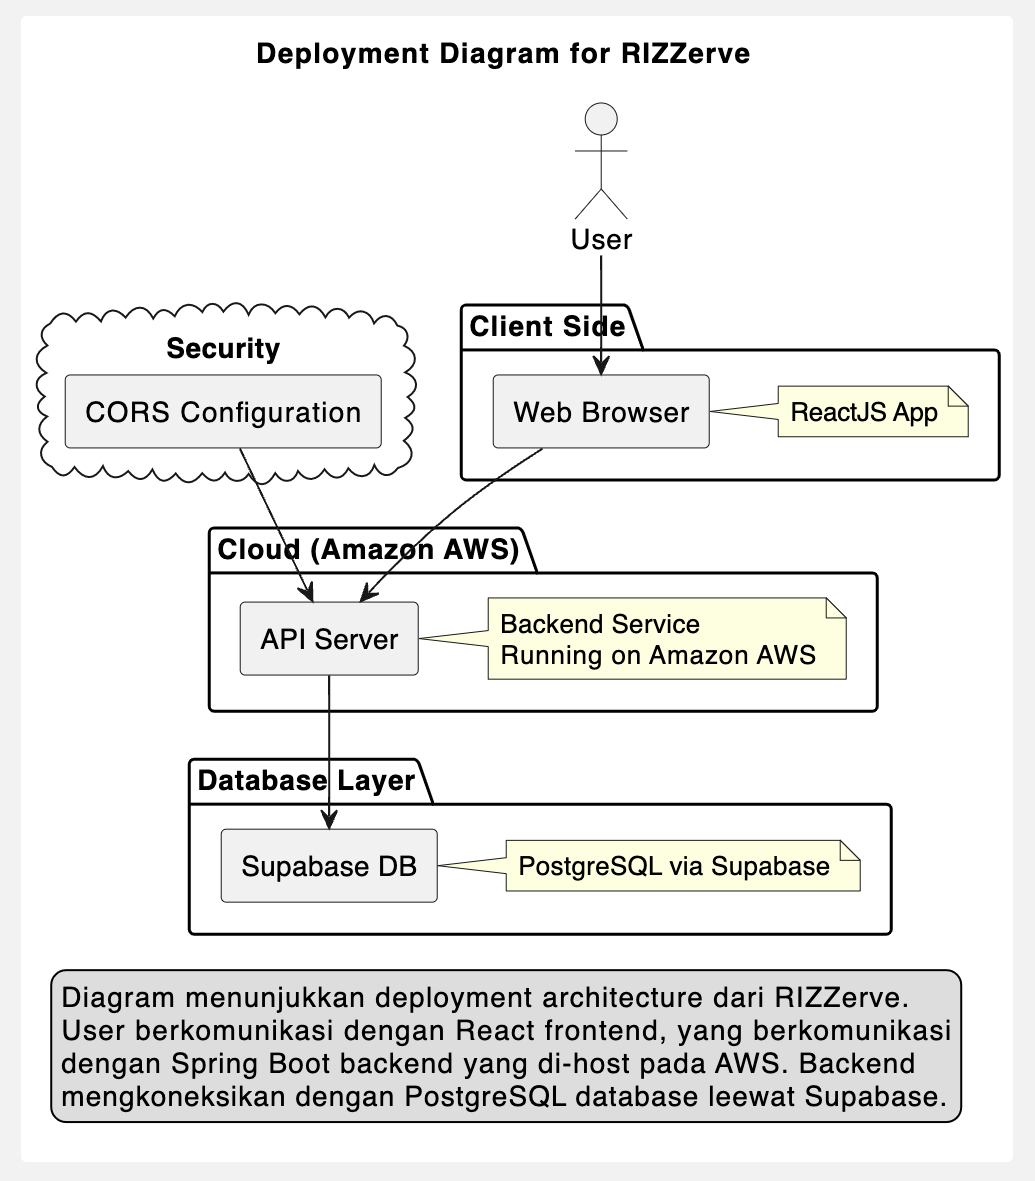 Deployment Diagram for RIZZerve
User
Security
CORS Configuration
Client Side
Web Browser
ReactJS App
Cloud (Amazon AWS)
API Server
Backend Service
Running on Amazon AWS
Database Layer
Supabase DB
PostgreSQL via Supabase
Diagram menunjukkan deployment architecture dari RIZZerve.
User berkomunikasi dengan React frontend, yang berkomunikasi
dengan Spring Boot backend yang di-host pada AWS. Backend
mengkoneksikan dengan PostgreSQL database leewat Supabase.